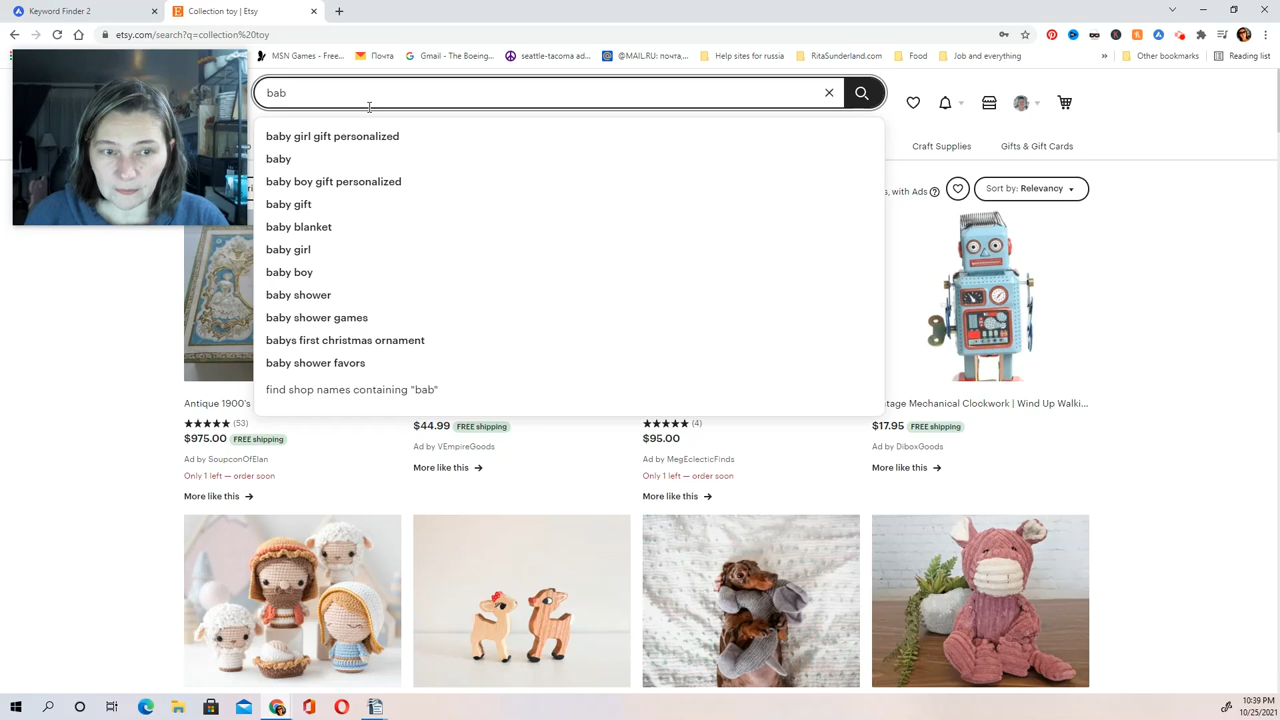 Keyword Finder 2
Collection toy | Etsy
etsy.com/search?q=collection%20toy
MSN Games - Free...
Почта
Gmail - The Boeing...
seattle-tacoma ad...
@MAIL.RU: почта,...
Help sites for russia
RitaSunderland.com
Food
Job and everything
»
Other bookmarks
Reading list
bab
baby girl gift personalized
baby
baby boy gift personalized
baby gift
baby blanket
baby girl
baby boy
baby shower
baby shower games
babys first christmas ornament
baby shower favors
find shop names containing "bab"
Craft Supplies
Gifts & Gift Cards
s, with Ads
Sort by: Relevancy
Antique 1900's
(53)
$975.00 FREE shipping
Ad by SouponOfElan
Only 1 left — order soon
More like this
$44.99 FREE shipping
Ad by VEmpireGoods
More like this
(4)
$95.00
Ad by MegEclecticFinds
Only 1 left — order soon
More like this
tage Mechanical Clockwork | Wind Up Walki...
$17.95 FREE shipping
Ad by DiboxGoods
More like this
10:39 PM
10/25/2021